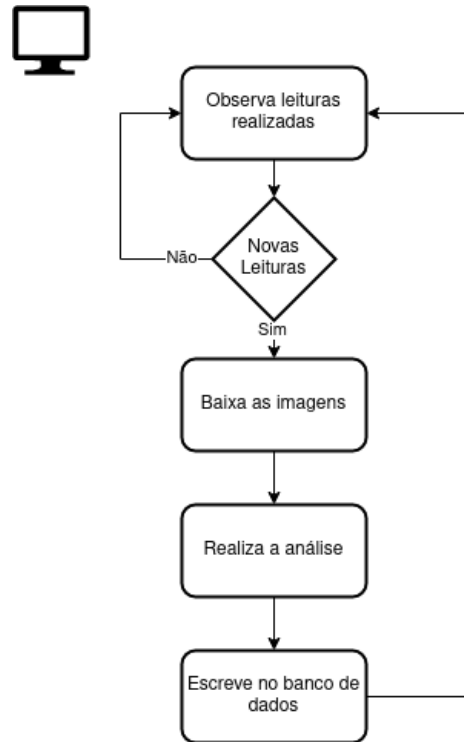 Observa leituras
realizadas
Novas
Leituras
Não
Sim
Baixa as imagens
Realiza a análise
Escreve no banco de
dados